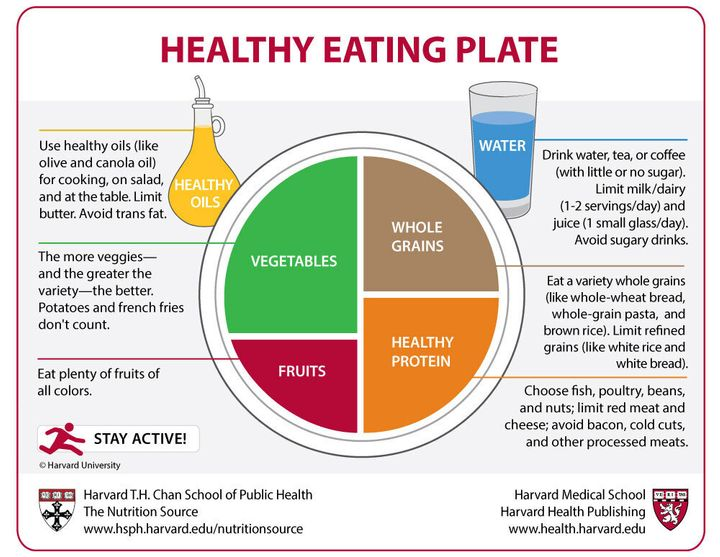 HEALTHY EATING PLATE
Use healthy oils (like
olive and canola oil)
for cooking, on salad,
and at the table. Limit
butter. Avoid trans fat.
HEALTHY
OILS
The more veggies—
and the greater the
variety—the better.
Potatoes and french fries
don't count.
Eat plenty of fruits of
all colors.
VEGETABLES
FRUITS
WHOLE
GRAINS
HEALTHY
PROTEIN
WATER
Drink water, tea, or coffee
(with little or no sugar).
Limit milk/dairy
(1-2 servings/day) and
juice (1 small glass/day).
Avoid sugary drinks.
Eat a variety whole grains
(like whole-wheat bread,
whole-grain pasta, and
brown rice). Limit refined
grains (like white rice and
white bread).
Choose fish, poultry, beans,
and nuts; limit red meat and
cheese; avoid bacon, cold cuts,
and other processed meats.
STAY ACTIVE!
© Harvard University
Harvard T.H. Chan School of Public Health
The Nutrition Source
www.hsph.harvard.edu/nutritionsource
Harvard Medical School
Harvard Health Publishing
www.health.harvard.edu